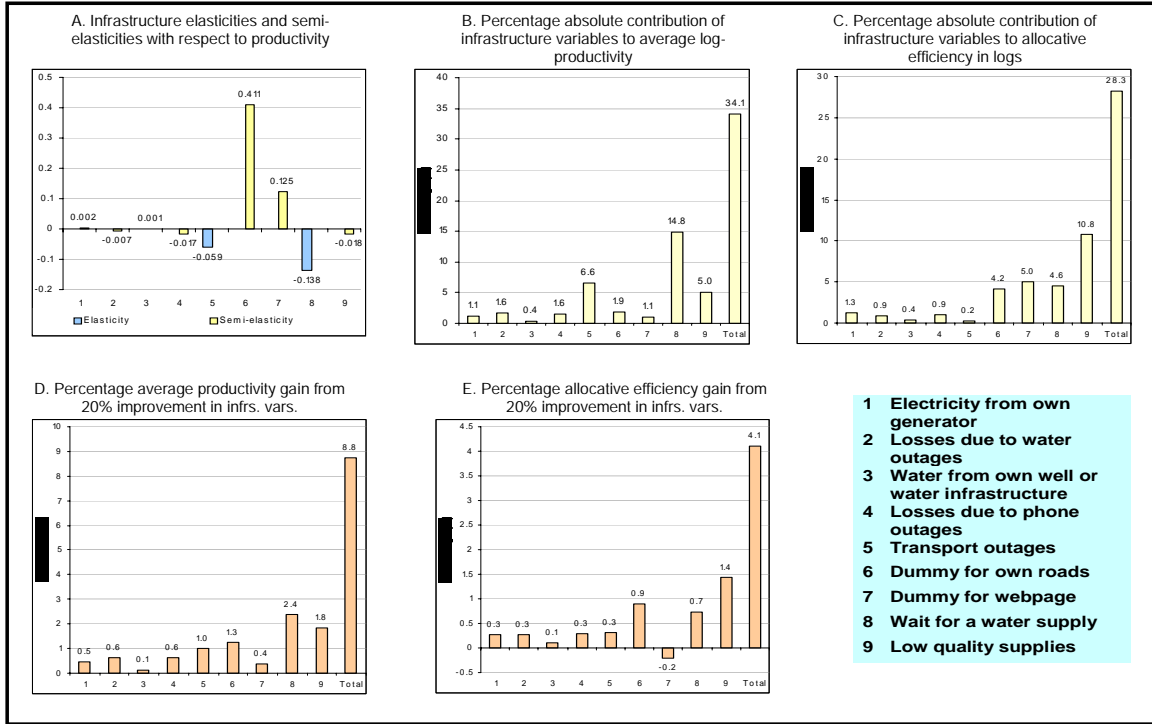 A. Infrastructure elasticities and semi-
elasticities with respect to productivity
0.5
0.4
0.3
0.2
0.1
0
-0.1
-0.2
0.002
-0.007
0.001
-0.017
-0.059
0.411
0.125
-0.138
-0.018
1 2 3 4 5 6 7 8 9
Elasticity Semi-elasticity
B. Percentage absolute contribution of
infrastructure variables to average log-
productivity
40
35
30
25
20
15
10
5
0
1.1 1.6 0.4 1.6 6.6 1.9 1.1 14.8 5.0 34.1
1 2 3 4 5 6 7 8 9 Total
C. Percentage absolute contribution of
infrastructure variables to allocative
efficiency in logs
30
25
20
15
10
5
0
1.3 0.9 0.4 0.9 0.2 4.2 5.0 4.6 10.8 28.3
1 2 3 4 5 6 7 8 9 Total
D. Percentage average productivity gain from
20% improvement in infrs. vars.
10
9
8
7
6
5
4
3
2
1
0
0.5 0.6 0.1 0.6 1.0 1.3 0.4 2.4 1.8 8.8
1 2 3 4 5 6 7 8 9 Total
E. Percentage allocative efficiency gain from
20% improvement in infrs. vars.
4.5
4
3.5
3
2.5
2
1.5
1
0.5
0
-0.5
0.3 0.3 0.1 0.3 0.3 0.9 -0.2 0.7 1.4 4.1
1 2 3 4 5 6 7 8 9 Total
1 Electricity from own
generator
2 Losses due to water
outages
3 Water from own well or
water infrastructure
4 Losses due to phone
outages
5 Transport outages
6 Dummy for own roads
7 Dummy for webpage
8 Wait for a water supply
9 Low quality supplies